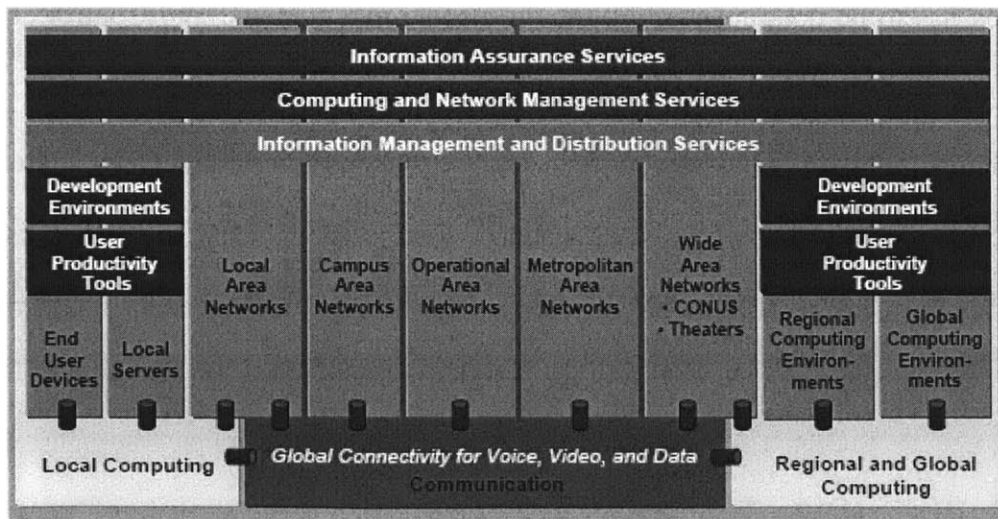 Information Assurance Services
Computing and Network Management Services
Information Management and Distribution Services
Development
Environments
User
Productivity
Tools
End
User
Devices
Local
Servers
Local
Area
Networks
Campus
Area
Networks
Operational
Area
Networks
Metropolitan
Area
Networks
Wide
Area
Networks
• CONUS
• Theaters
Development
Environments
User
Productivity
Tools
Regional
Computing
Environ-
ments
Global
Computing
Environ-
ments
Local Computing
Global Connectivity for Voice, Video, and Data
Communication
Regional and Global
Computing